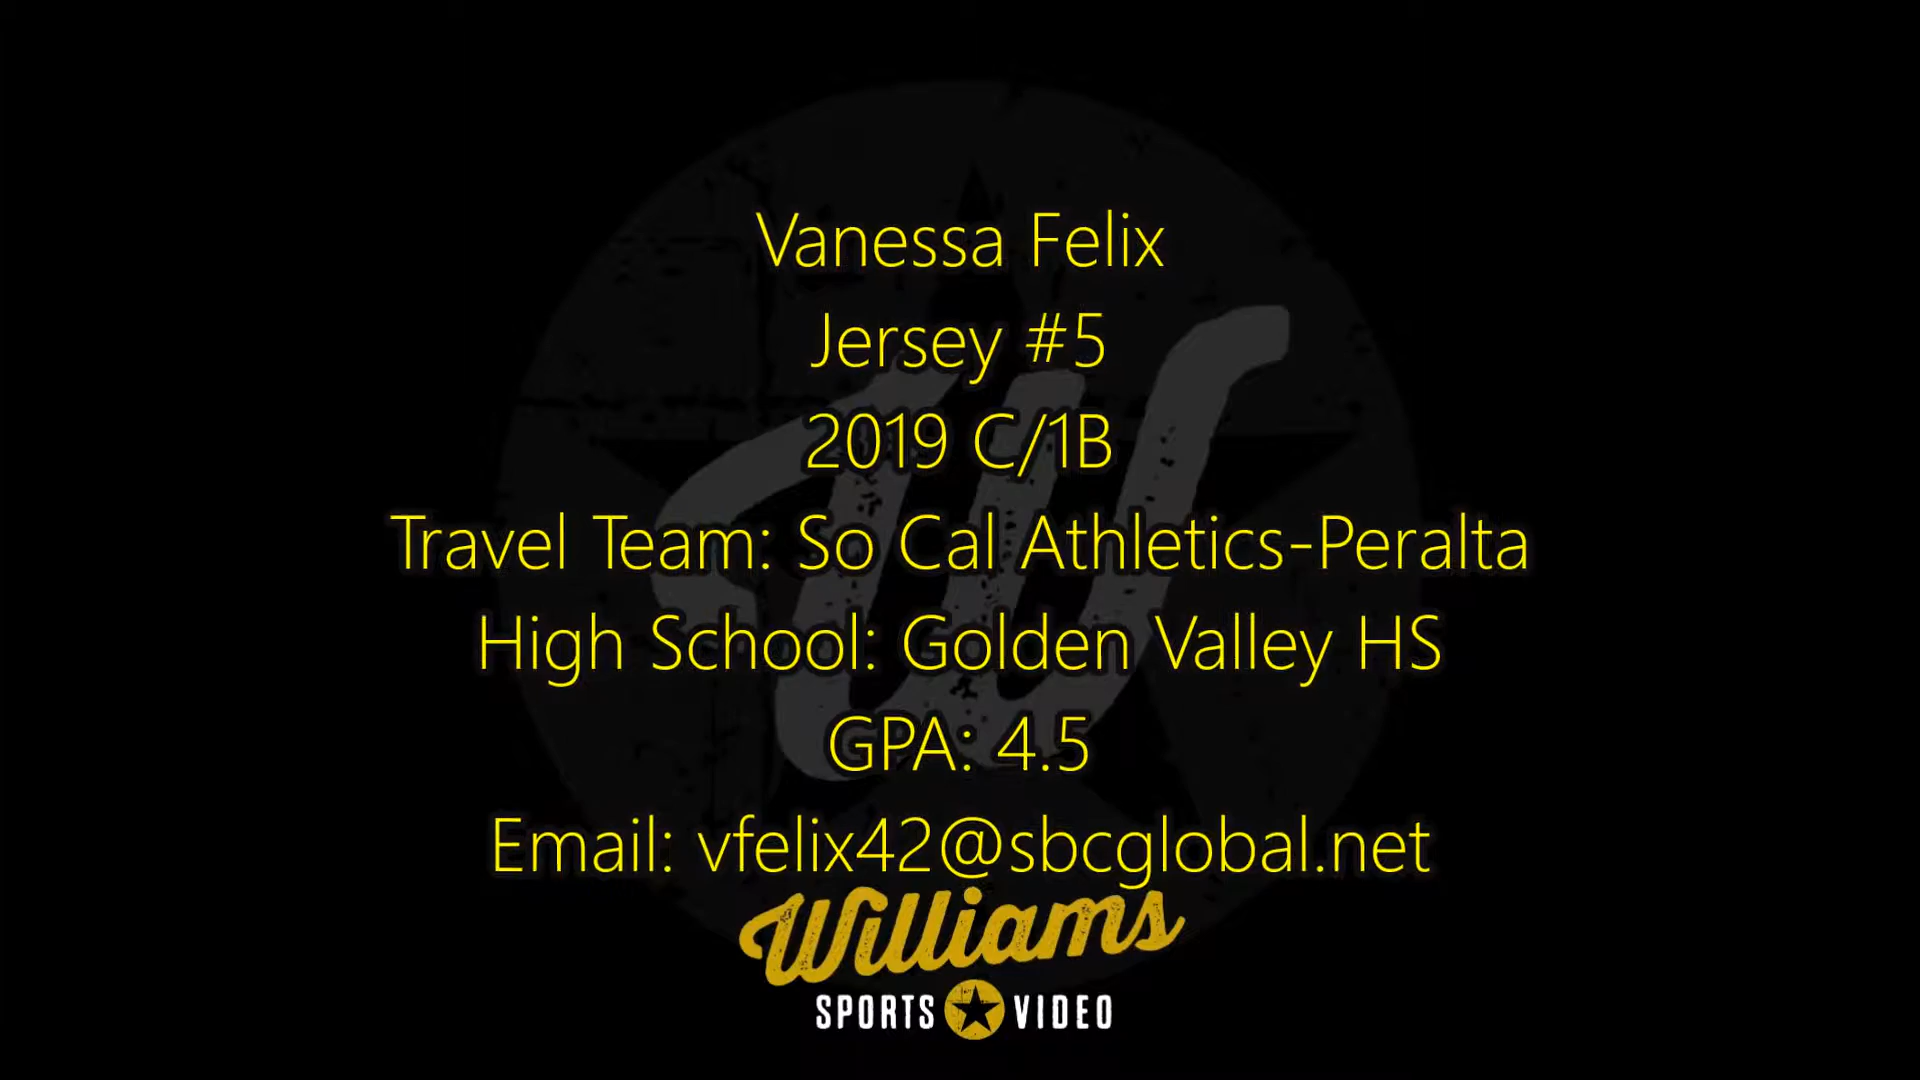 Vanessa Felix
Jersey #5
2019 C/1B
Travel Team: So Cal Athletics-Peralta
High School: Golden Valley HS
GPA: 4.5
Email: vfelix42@sbcglobal.net
Williams
SPORTS VIDEO